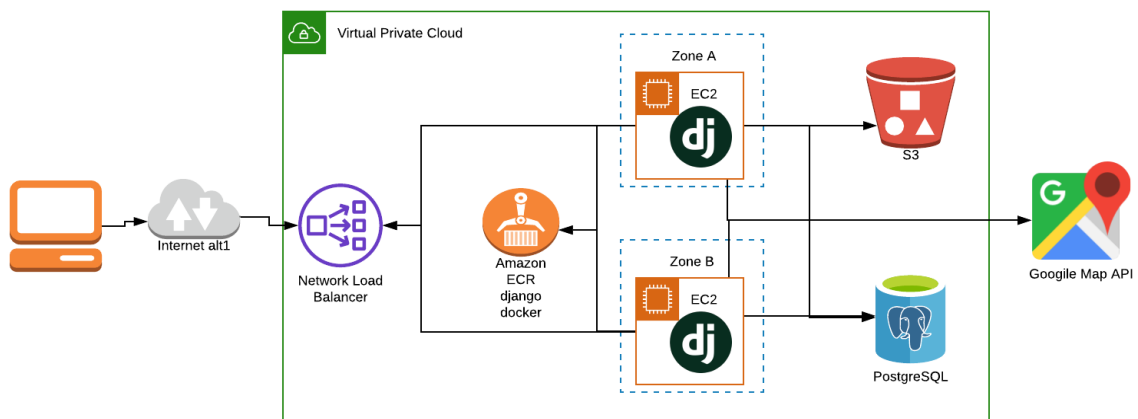 Virtual Private Cloud
Zone A
EC2
dj
S3
G
Internet alt1
Network Load
Balancer
Amazon
ECR
django
docker
Zone B
EC2
dj
Googile Map API
PostgreSQL